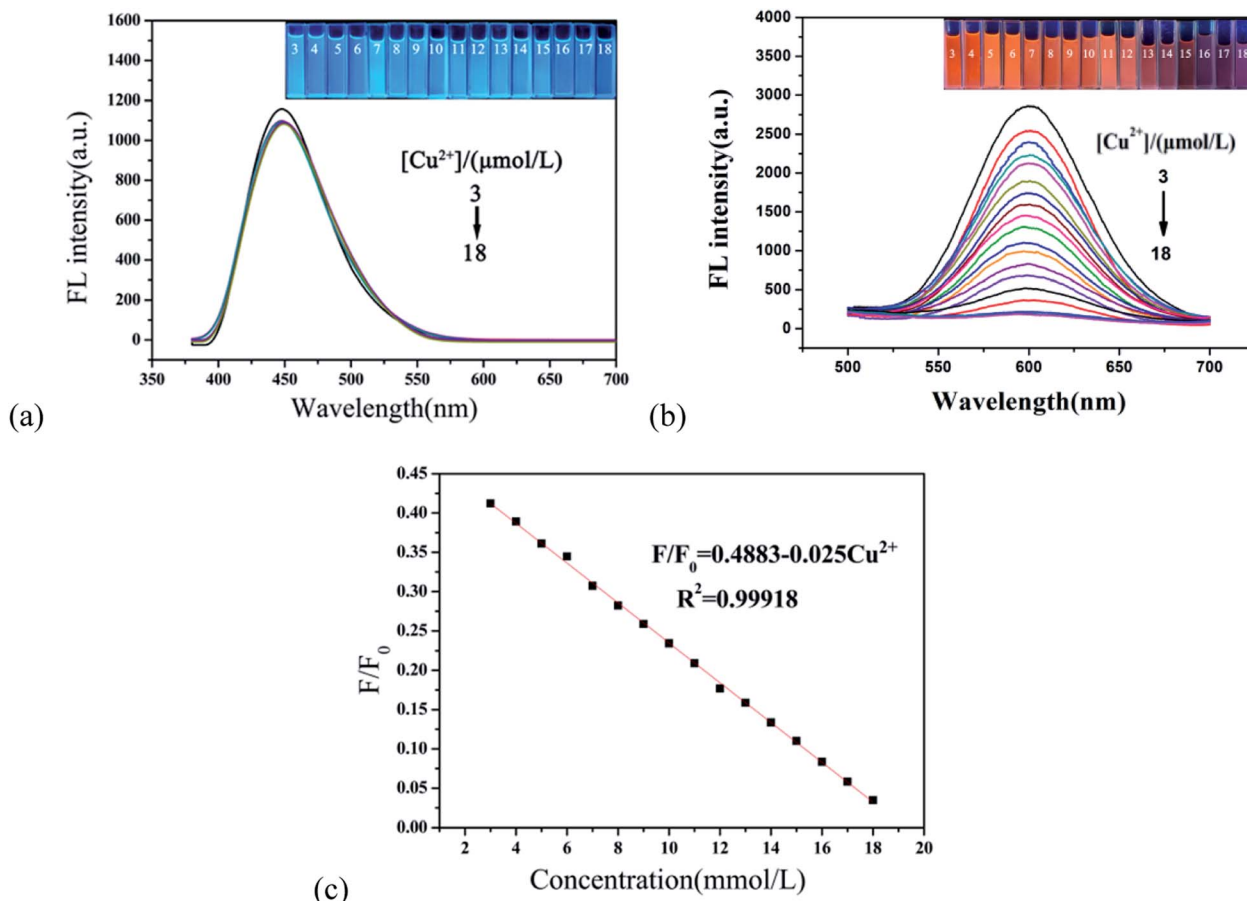 1600
1400
1200
1000
800
600
400
200
0
FL intensity(a.u.)
3 4 5 6 7 8 9 10 11 12 13 14 15 16 17 18
[Cu²⁺]/(μmol/L)
3
18
350 400 450 500 550 600 650 700
Wavelength(nm)
(a)
4000
3500
3000
2500
2000
1500
1000
500
0
FL intensity(a.u.)
3 4 5 6 7 8 9 10 11 12 13 14 15 16 17 18
[Cu²⁺]/(μmol/L)
3
18
500 550 600 650 700
Wavelength(nm)
(b)
0.45
0.40
0.35
0.30
0.25
0.20
0.15
0.10
0.05
0.00
F/F₀
F/F₀=0.4883-0.025Cu²⁺
R²=0.99918
2 4 6 8 10 12 14 16 18 20
Concentration(mmol/L)
(c)